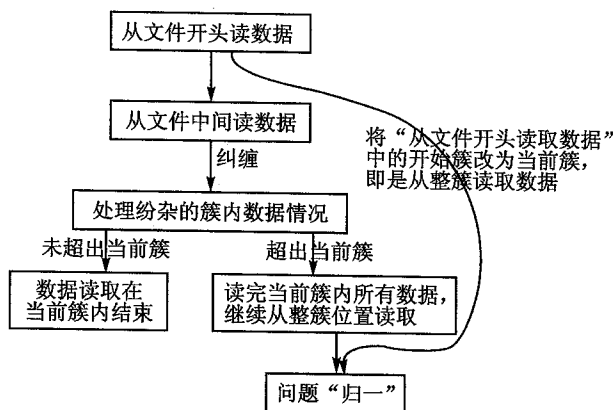 从文件开头读数据
从文件中间读数据
将“从文件开头读取数据”
中的开始簇改为当前簇，
即是从整簇读取数据
纠缠
处理纷杂的簇内数据情况
未超出当前簇
超出当前簇
数据读取在
当前簇内结束
读完当前簇内所有数据，
继续从整簇位置读取
问题“归一”